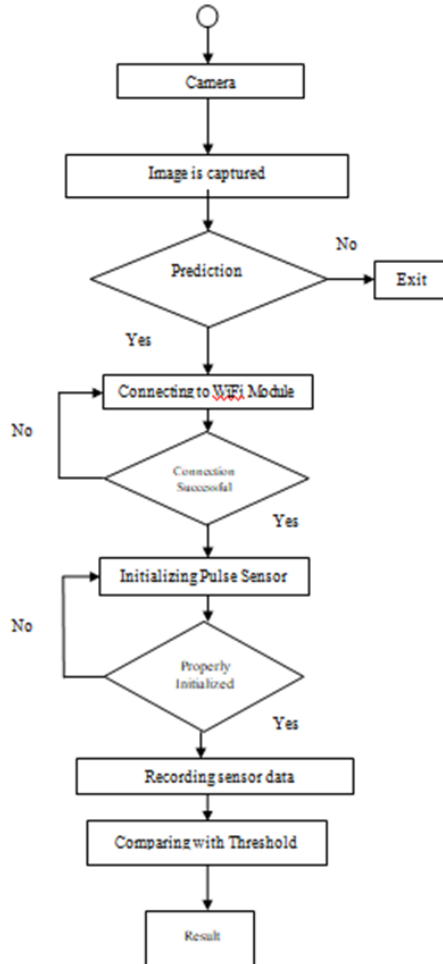 Camera
Image is captured
No
Prediction
Exit
Yes
Connecting to WiFi Module
No
Connection
Successful
Yes
Initializing Pulse Sensor
No
Properly
Initialized
Yes
Recording sensor data
Comparing with Threshold
Result